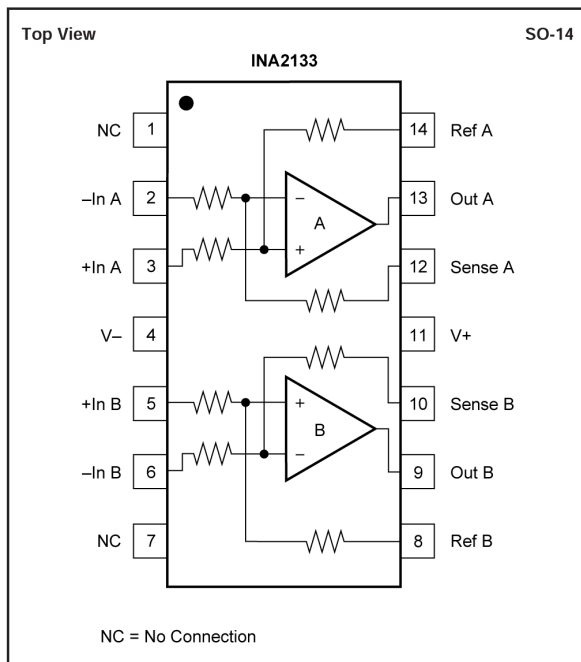 Top View SO-14
INA2133
NC 1 14 Ref A
–In A 2 – 13 Out A
A
+In A 3 + 12 Sense A
V– 4 11 V+
+In B 5 + 10 Sense B
B
–In B 6 – 9 Out B
NC 7 8 Ref B
NC = No Connection